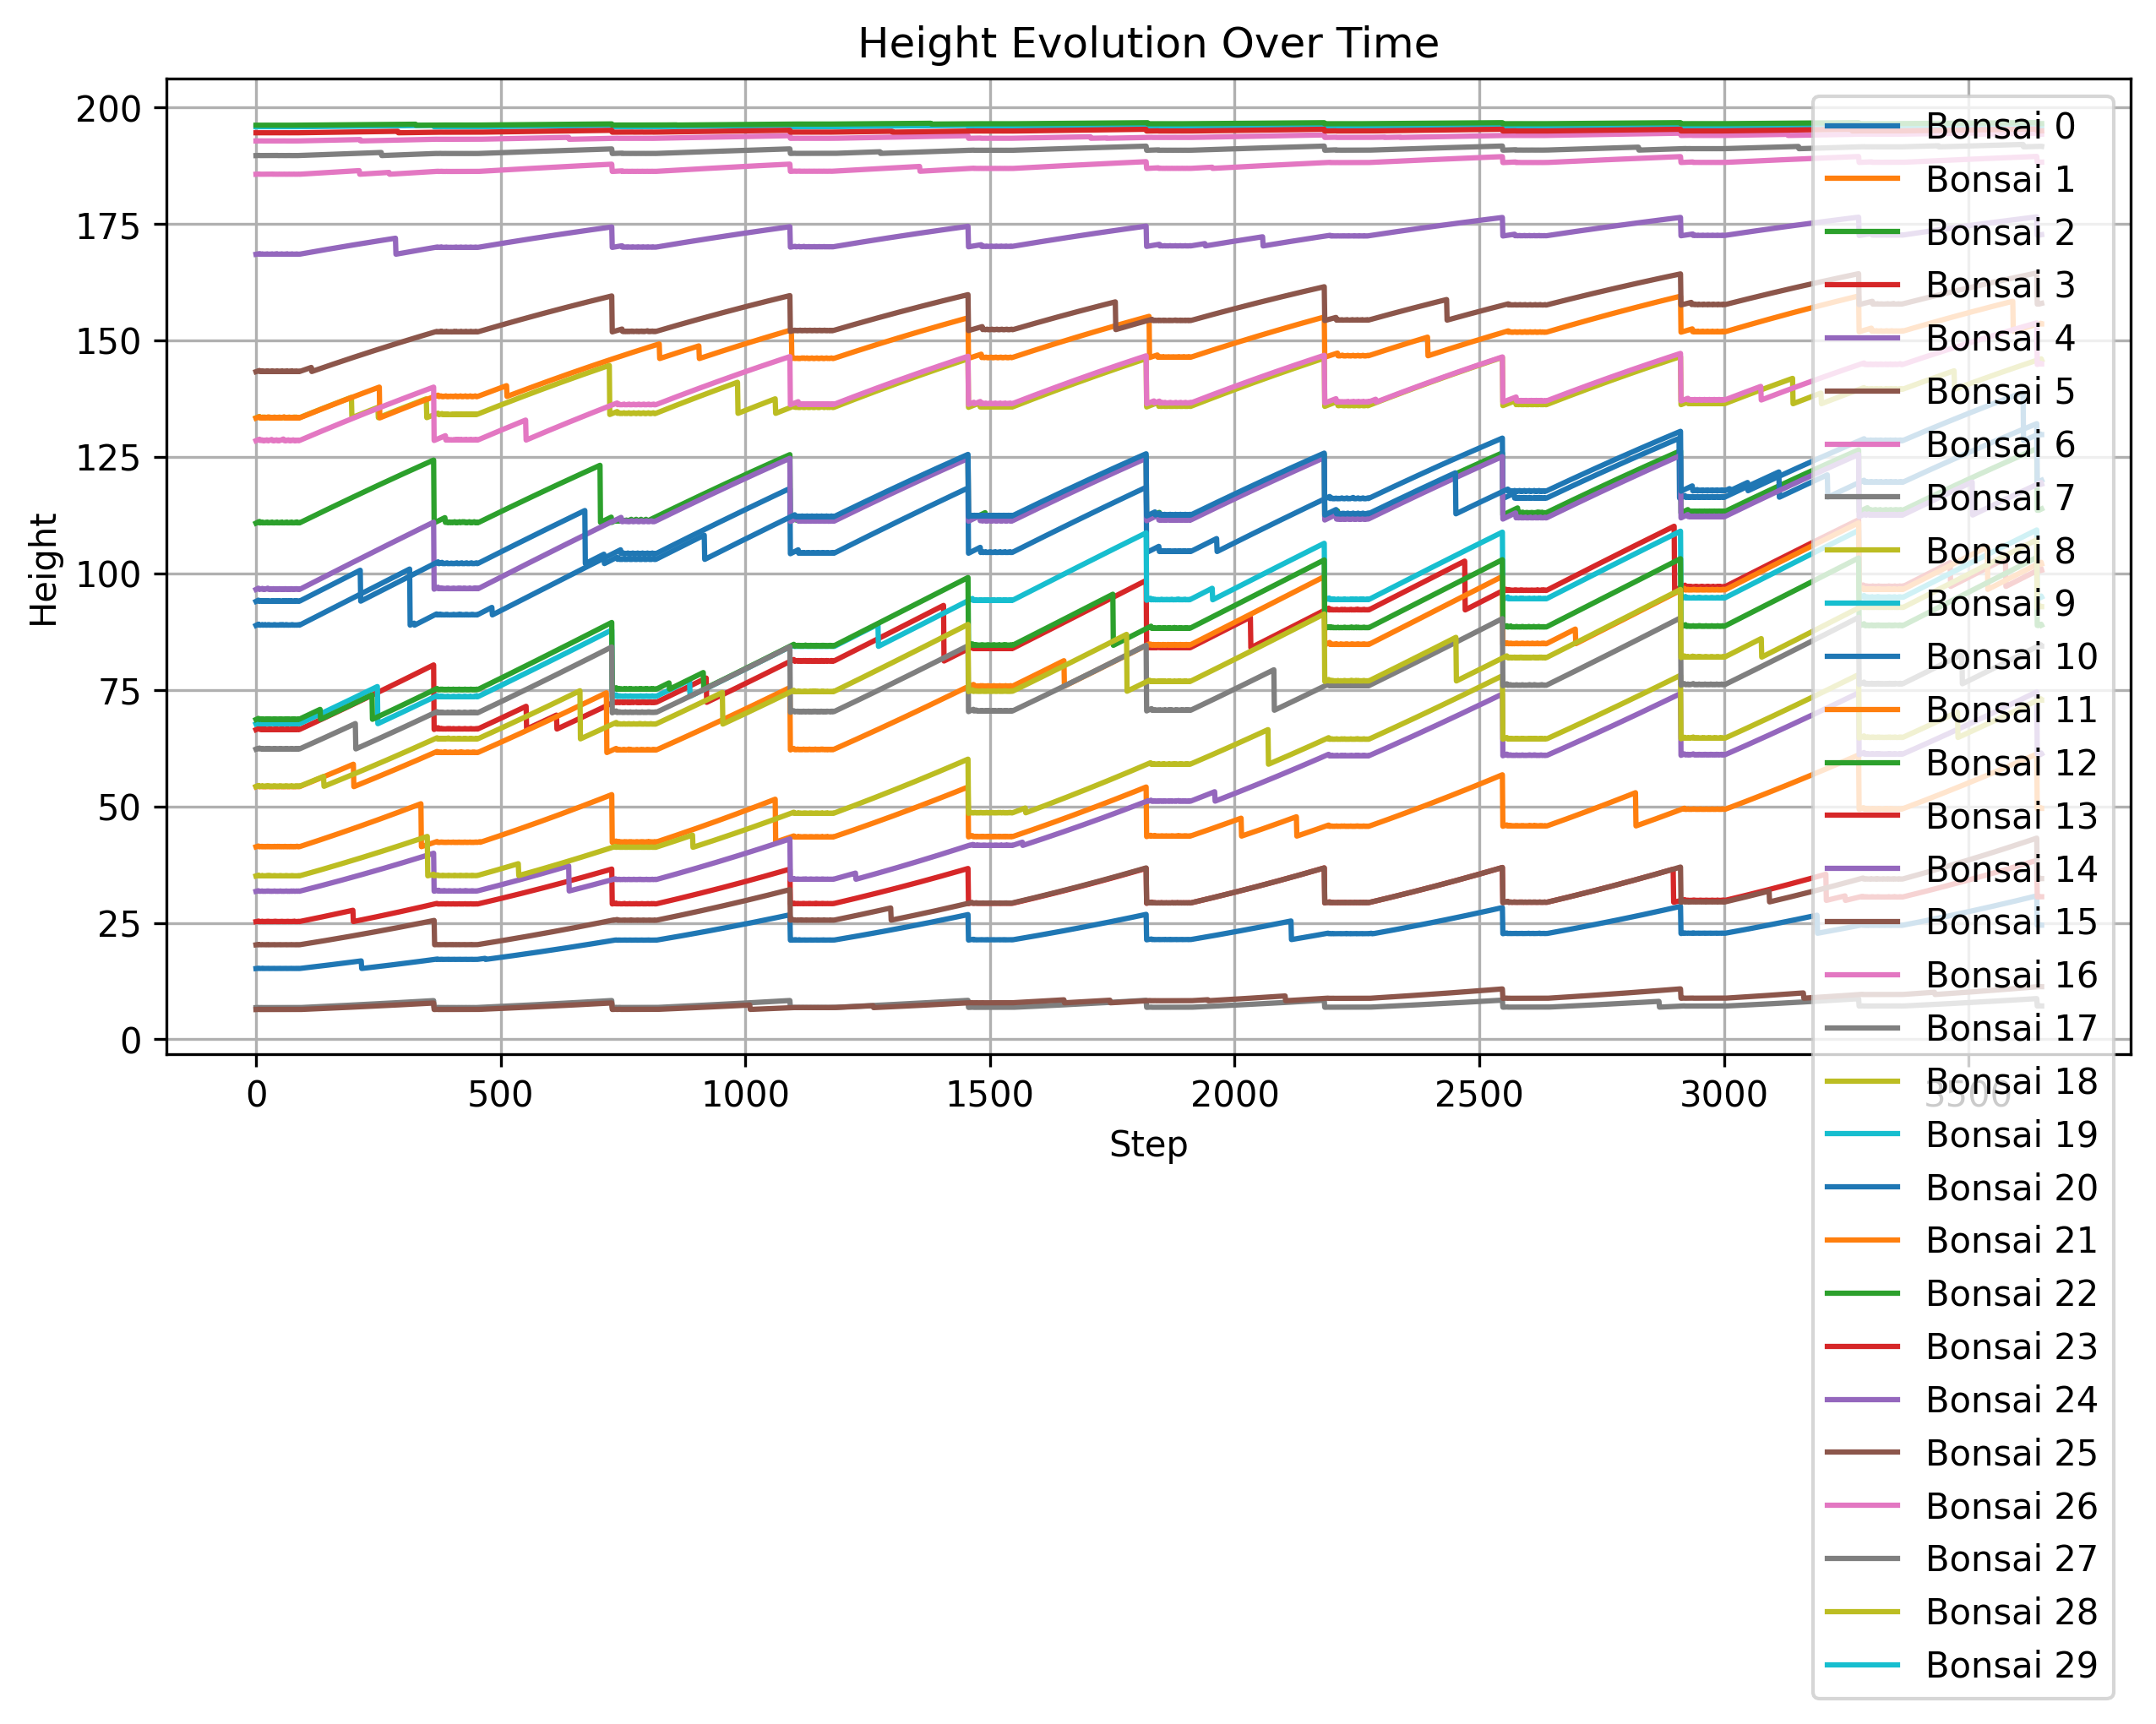 Height Evolution Over Time
Height
200
175
150
125
100
75
50
25
0
0
500
1000
1500
2000
2500
3000
3500
Step
Bonsai 0
Bonsai 1
Bonsai 2
Bonsai 3
Bonsai 4
Bonsai 5
Bonsai 6
Bonsai 7
Bonsai 8
Bonsai 9
Bonsai 10
Bonsai 11
Bonsai 12
Bonsai 13
Bonsai 14
Bonsai 15
Bonsai 16
Bonsai 17
Bonsai 18
Bonsai 19
Bonsai 20
Bonsai 21
Bonsai 22
Bonsai 23
Bonsai 24
Bonsai 25
Bonsai 26
Bonsai 27
Bonsai 28
Bonsai 29